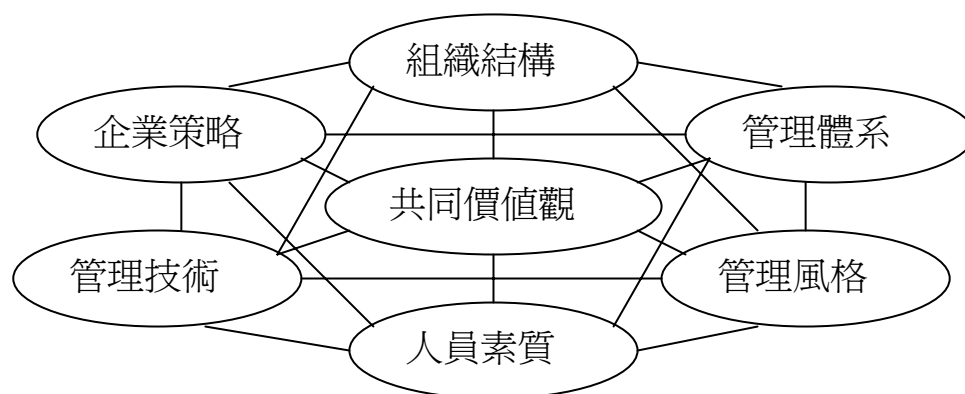 組織結構
企業策略
管理體系
共同價值觀
管理技術
管理風格
人員素質